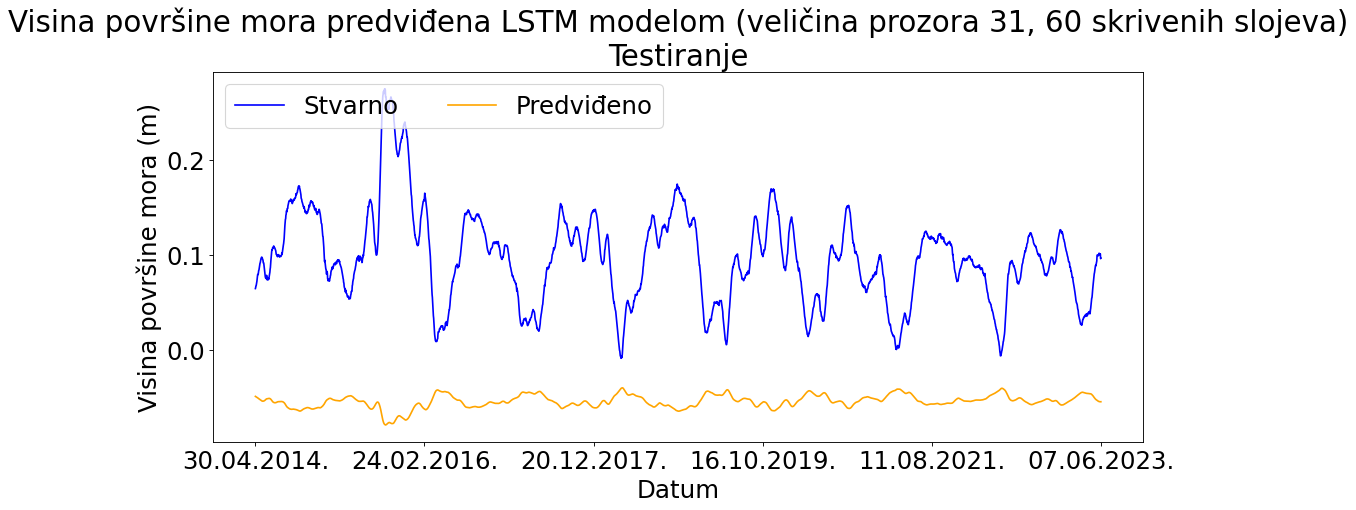 Visina površine mora predviđena LSTM modelom (veličina prozora 31, 60 skrivenih slojeva)
Testiranje
Stvarno Predviđeno
Visina površine mora (m)
0.2
0.1
0.0
30.04.2014. 24.02.2016. 20.12.2017. 16.10.2019. 11.08.2021. 07.06.2023.
Datum